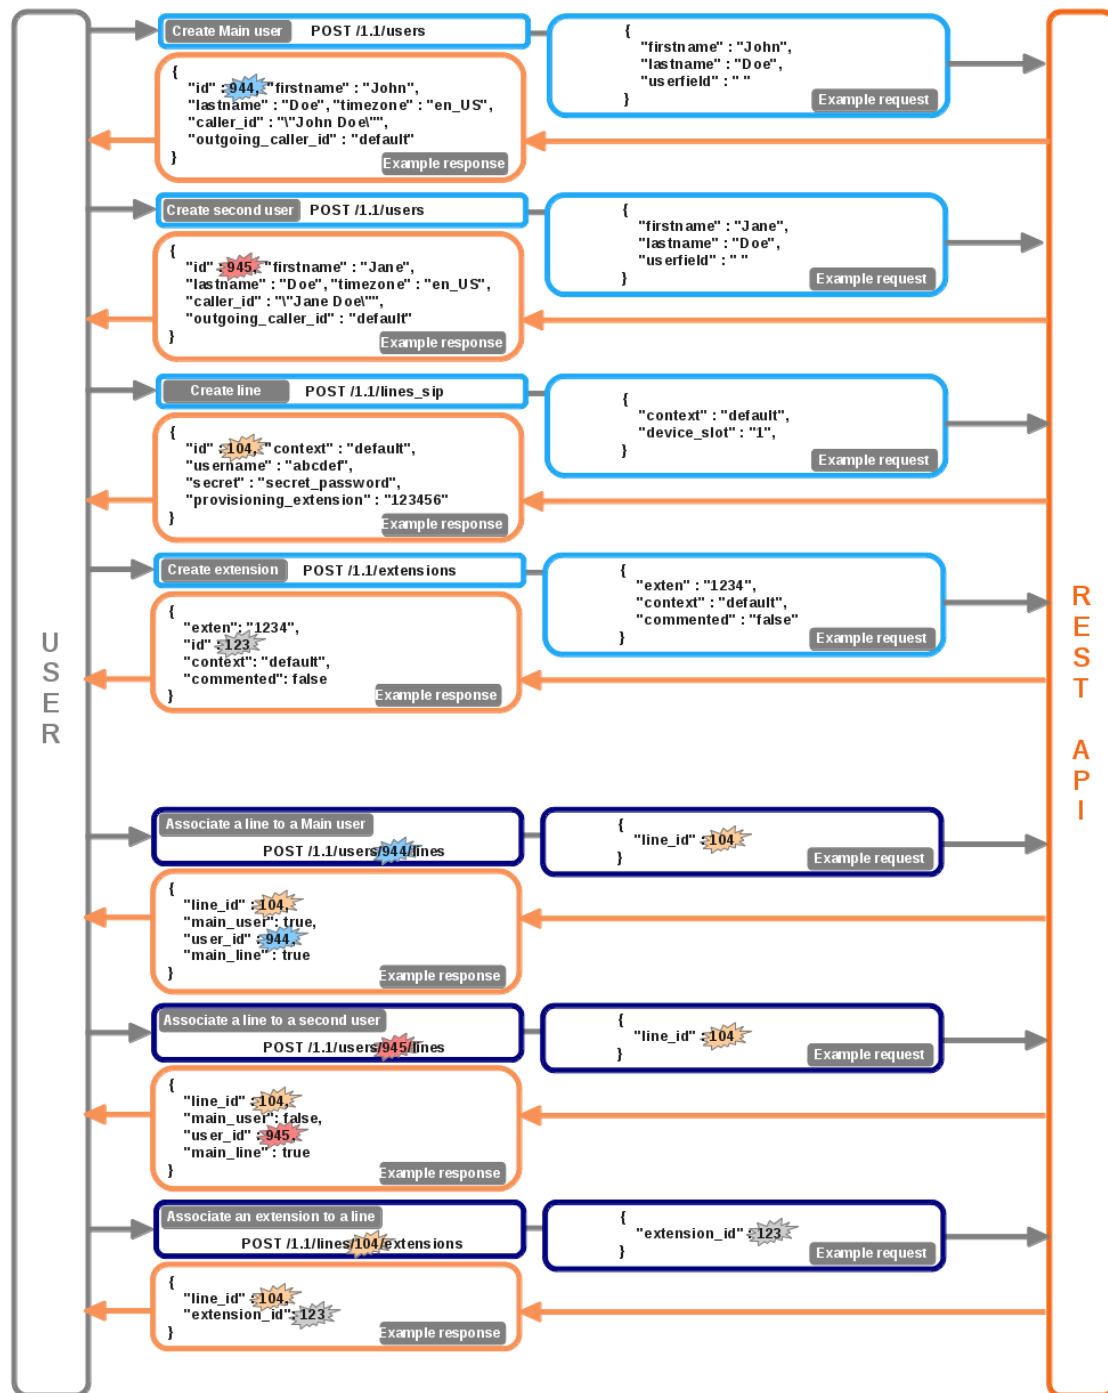 USER
REST API
Create Main user POST /1.1/users
{
"firstname" : "John",
"lastname" : "Doe",
"userfield" : " "
}
Example request
{
"id" : 944, "firstname" : "John",
"lastname" : "Doe", "timezone" : "en_US",
"caller_id" : "\"John Doe\"",
"outgoing_caller_id" : "default"
}
Example response
Create second user POST /1.1/users
{
"firstname" : "Jane",
"lastname" : "Doe",
"userfield" : " "
}
Example request
{
"id" : 945, "firstname" : "Jane",
"lastname" : "Doe", "timezone" : "en_US",
"caller_id" : "\"Jane Doe\"",
"outgoing_caller_id" : "default"
}
Example response
Create line POST /1.1/lines_sip
{
"context" : "default",
"device_slot" : "1",
}
Example request
{
"id" : 104, "context" : "default",
"username" : "abcdef",
"secret" : "secret_password",
"provisioning_extension" : "123456"
}
Example response
Create extension POST /1.1/extensions
{
"exten" : "1234",
"context" : "default",
"commented" : "false"
}
Example request
{
"exten": "1234",
"id" : 123
"context": "default",
"commented": false
}
Example response
Associate a line to a Main user
POST /1.1/users/944/lines
{
"line_id" : 104
}
Example request
{
"line_id" : 104,
"main_user": true,
"user_id" : 944,
"main_line" : true
}
Example response
Associate a line to a second user
POST /1.1/users/945/lines
{
"line_id" : 104
}
Example request
{
"line_id" : 104,
"main_user": false,
"user_id" : 945,
"main_line" : true
}
Example response
Associate an extension to a line
POST /1.1/lines/104/extensions
{
"extension_id" : 123
}
Example request
{
"line_id" : 104,
"extension_id": 123
}
Example response